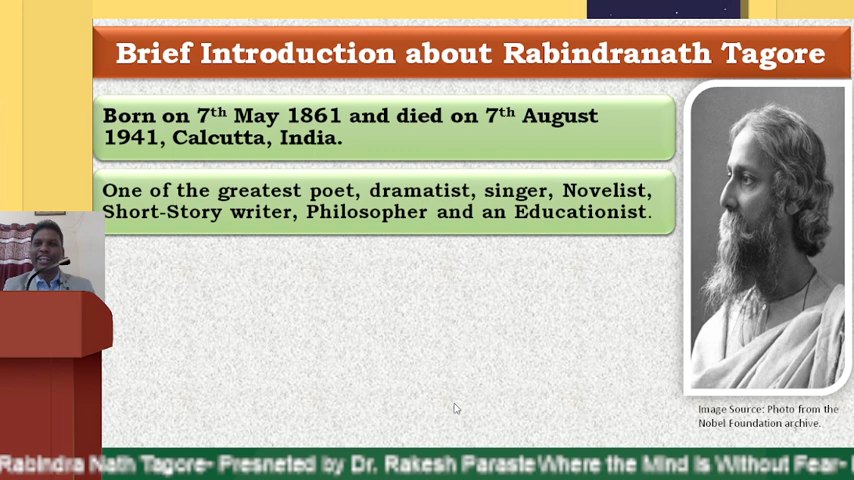 Brief Introduction about Rabindranath Tagore
Born on 7th May 1861 and died on 7th August
1941, Calcutta, India.
One of the greatest poet, dramatist, singer, Novelist,
Short-Story writer, Philosopher and an Educationist.
Image Source: Photo from the
Nobel Foundation archive.
Rabindra Nath Tagore- Presneted by Dr. Rakesh Paraste Where the Mind is Without Fear-